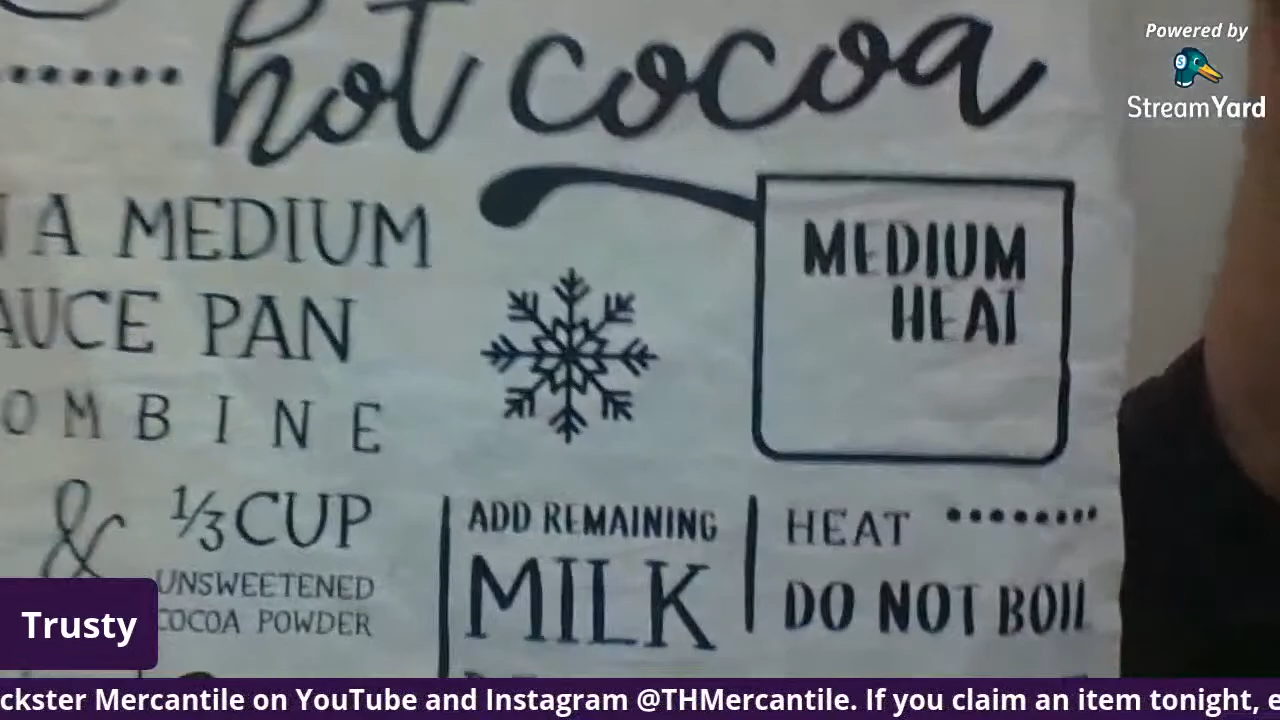 hot cocoa
Powered by
StreamYard
A MEDIUM
AUCE PAN
OMBINE
MEDIUM
HEAT
& ⅓ CUP
UNSWEETENED
COCOA POWDER
ADD REMAINING
MILK
HEAT
DO NOT BOIL
Trusty
ckster Mercantile on YouTube and Instagram @THMercantile. If you claim an item tonight, e